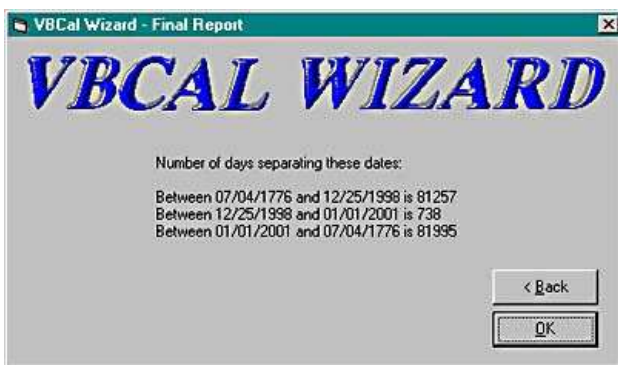 VBCal Wizard - Final Report
VBCAL WIZARD
Number of days separating these dates:
Between 07/04/1776 and 12/25/1998 is 81257
Between 12/25/1998 and 01/01/2001 is 738
Between 01/01/2001 and 07/04/1776 is 81995
< Back
OK